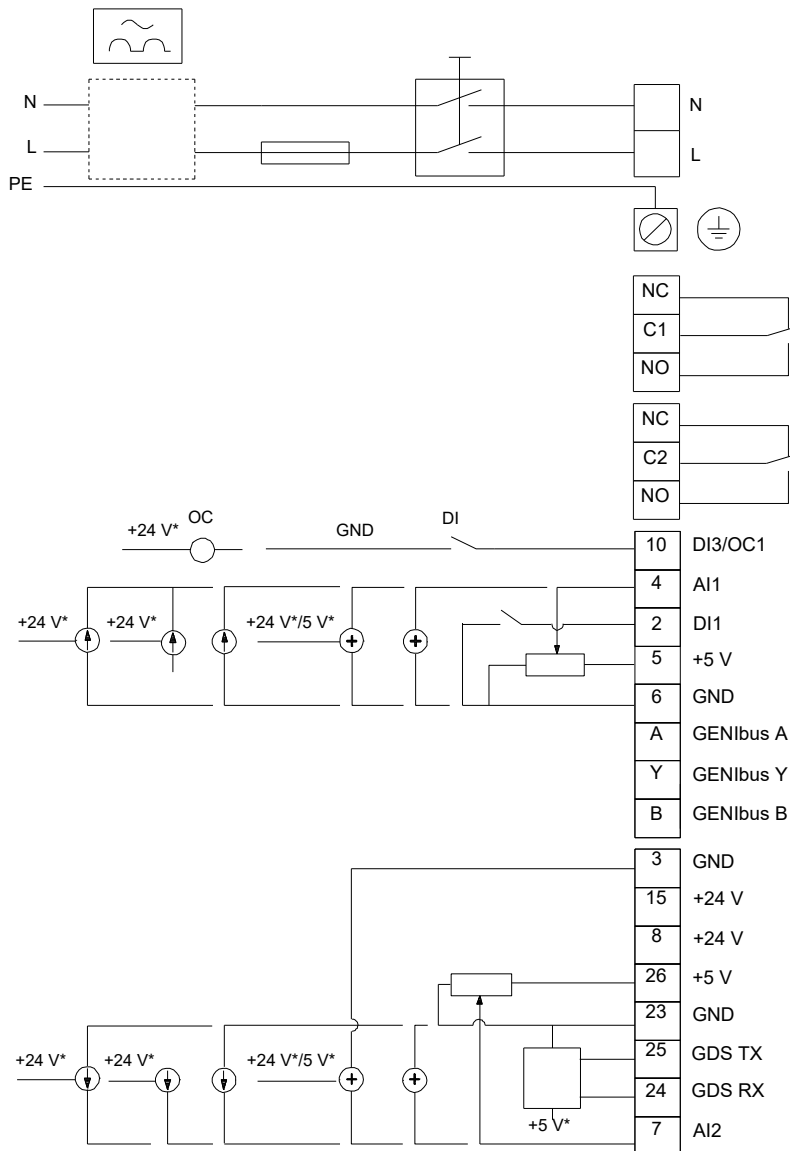 N
N
L
L
PE
NC
C1
NO
NC
C2
NO
+24 V*
OC
GND
DI
10
DI3/OC1
4
AI1
+24 V*
+24 V*
+24 V*/5 V*
2
DI1
5
+5 V
6
GND
A
GENIbus A
Y
GENIbus Y
B
GENIbus B
3
GND
15
+24 V
8
+24 V
26
+5 V
23
GND
+24 V*
+24 V*
+24 V*/5 V*
25
GDS TX
24
GDS RX
+5 V*
7
AI2